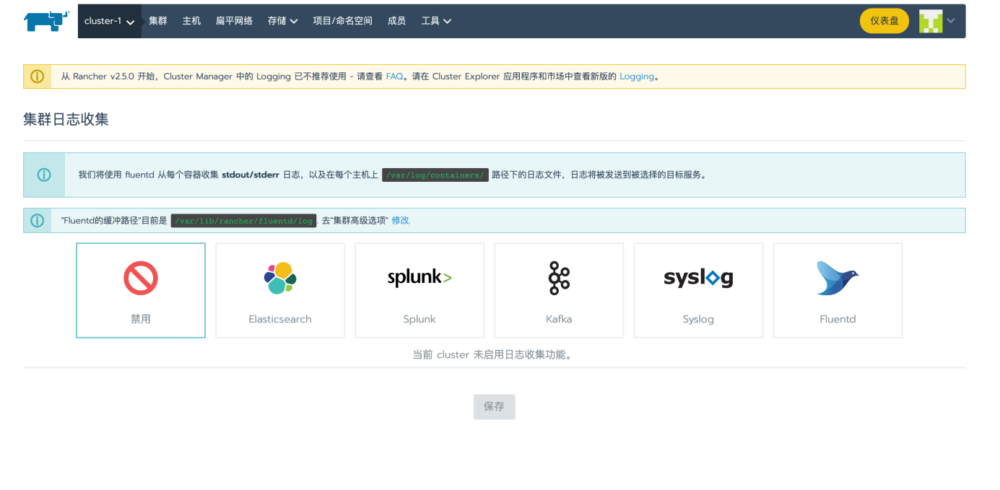 cluster-1 集群 主机 扁平网络 存储 项目/命名空间 成员 工具 仪表盘
从 Rancher v2.5.0 开始，Cluster Manager 中的 Logging 已不推荐使用 - 请查看 FAQ。请在 Cluster Explorer 应用程序和市场中查看新版的 Logging。
集群日志收集
我们将使用 fluentd 从每个容器收集 stdout/stderr 日志，以及在每个主机上 /var/log/containers/ 路径下的日志文件，日志将被发送到被选择的目标服务。
"Fluentd的缓冲路径"目前是 /var/lib/rancher/fluentd/log. 去"集群高级选项" 修改.
splunk> syslog
禁用 Elasticsearch Splunk Kafka Syslog Fluentd
当前 cluster 未启用日志收集功能。
保存